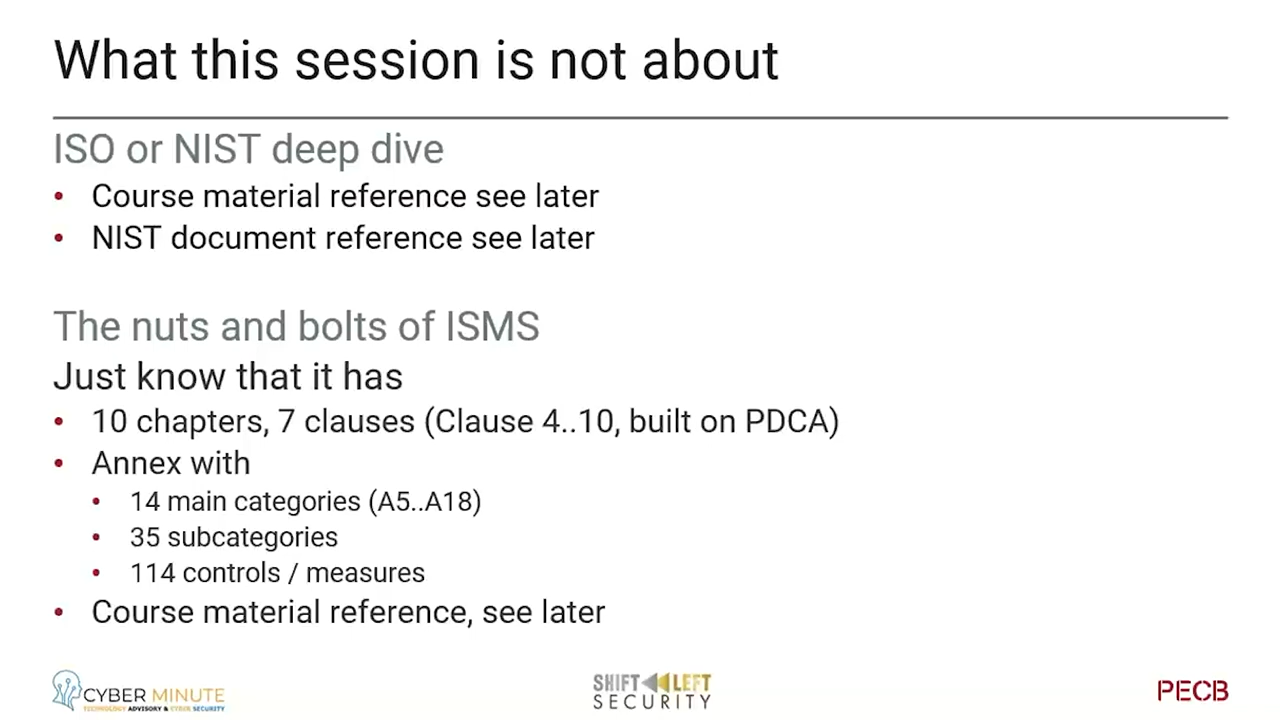 What this session is not about
ISO or NIST deep dive
• Course material reference see later
• NIST document reference see later
The nuts and bolts of ISMS
Just know that it has
• 10 chapters, 7 clauses (Clause 4..10, built on PDCA)
• Annex with
• 14 main categories (A5..A18)
• 35 subcategories
• 114 controls / measures
• Course material reference, see later
CYBER MINUTE
TECHNOLOGY ADVISORY & CYBER SECURITY
SHIFT LEFT
SECURITY
PECB